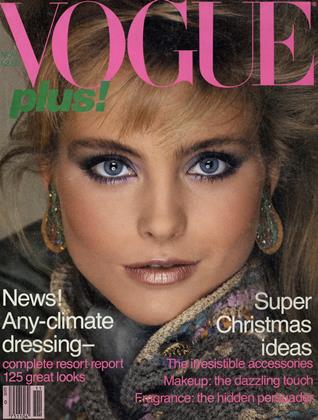 VOGUE
plus!
News!
Any-climate
dressing–
complete resort report
125 great looks
Super
Christmas
ideas
The irresistible accessories
Makeup: the dazzling touch
Fragrance: the hidden persuader